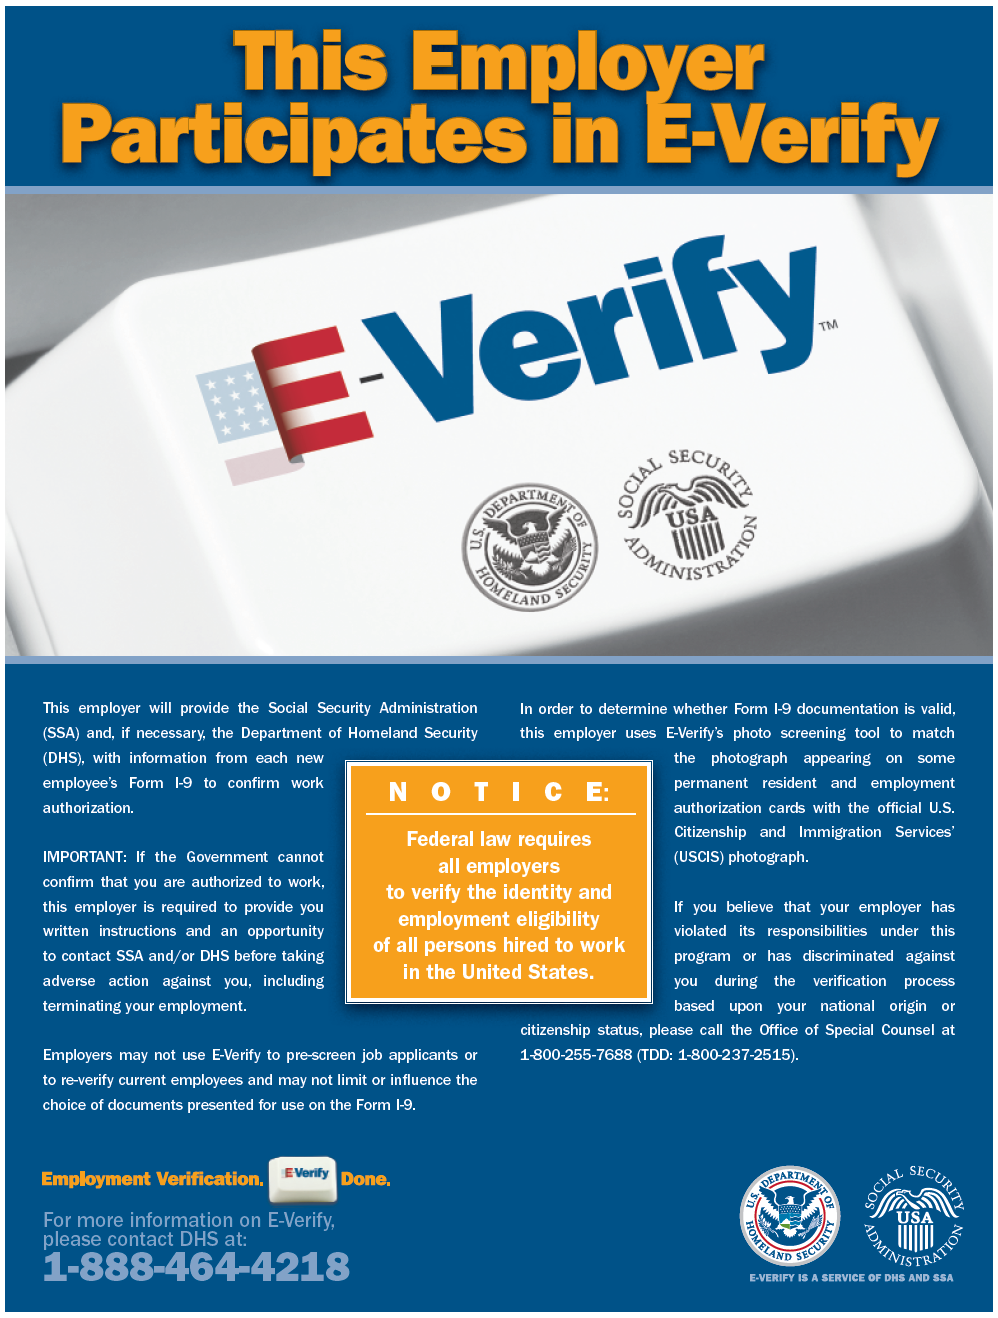 This Employer
Participates in E-Verify
E-Verify™
U.S. DEPARTMENT OF HOMELAND SECURITY
SOCIAL SECURITY ADMINISTRATION
USA
This employer will provide the Social Security Administration
(SSA) and, if necessary, the Department of Homeland Security
(DHS), with information from each new
employee’s Form I-9 to confirm work
authorization.
IMPORTANT: If the Government cannot
confirm that you are authorized to work,
this employer is required to provide you
written instructions and an opportunity
to contact SSA and/or DHS before taking
adverse action against you, including
terminating your employment.
Employers may not use E-Verify to pre-screen job applicants or
to re-verify current employees and may not limit or influence the
choice of documents presented for use on the Form I-9.
N O T I C E:
Federal law requires
all employers
to verify the identity and
employment eligibility
of all persons hired to work
in the United States.
In order to determine whether Form I-9 documentation is valid,
this employer uses E-Verify’s photo screening tool to match
the photograph appearing on some
permanent resident and employment
authorization cards with the official U.S.
Citizenship and Immigration Services’
(USCIS) photograph.
If you believe that your employer has
violated its responsibilities under this
program or has discriminated against
you during the verification process
based upon your national origin or
citizenship status, please call the Office of Special Counsel at
1-800-255-7688 (TDD: 1-800-237-2515).
Employment Verification. E-Verify Done.
For more information on E-Verify,
please contact DHS at:
1-888-464-4218
U.S. DEPARTMENT OF HOMELAND SECURITY
SOCIAL SECURITY ADMINISTRATION
USA
E-VERIFY IS A SERVICE OF DHS AND SSA